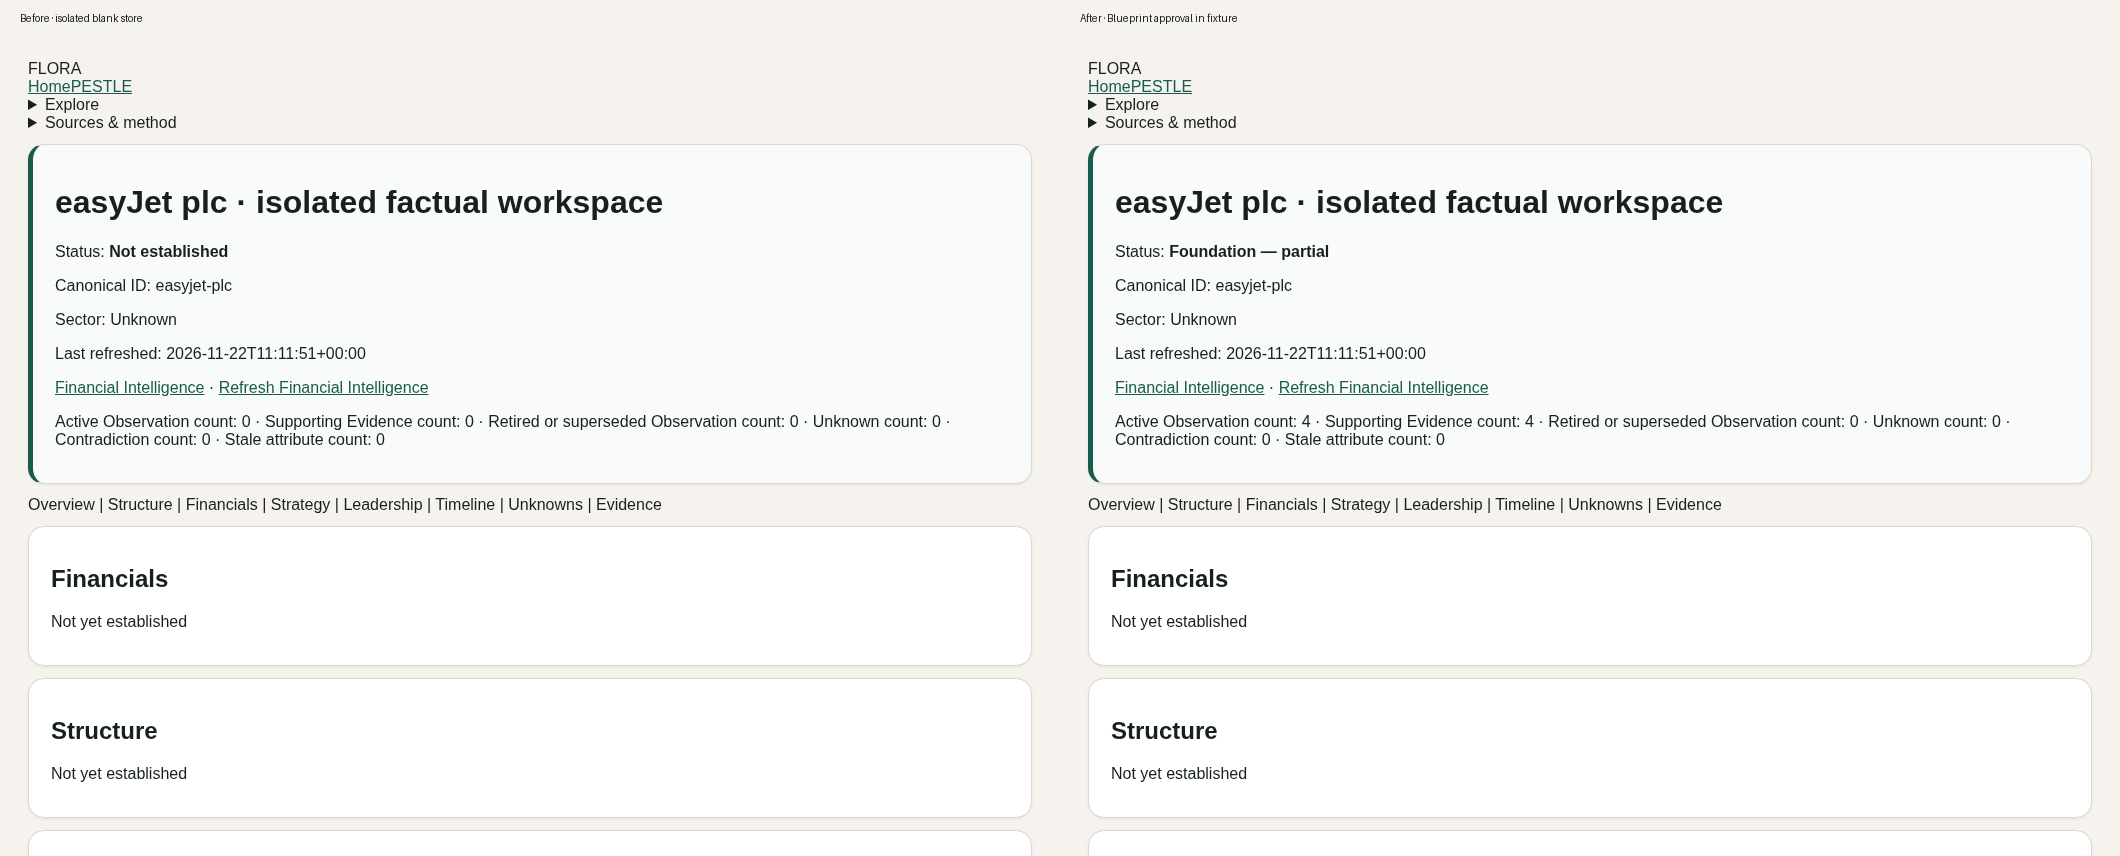 Before · isolated blank store
FLORA
HomePESTLE
▶ Explore
▶ Sources & method
easyJet plc · isolated factual workspace
Status: Not established
Canonical ID: easyjet-plc
Sector: Unknown
Last refreshed: 2026-11-22T11:11:51+00:00
Financial Intelligence · Refresh Financial Intelligence
Active Observation count: 0 · Supporting Evidence count: 0 · Retired or superseded Observation count: 0 · Unknown count: 0 ·
Contradiction count: 0 · Stale attribute count: 0
Overview | Structure | Financials | Strategy | Leadership | Timeline | Unknowns | Evidence
Financials
Not yet established
Structure
Not yet established
After · Blueprint approval in fixture
FLORA
HomePESTLE
▶ Explore
▶ Sources & method
easyJet plc · isolated factual workspace
Status: Foundation — partial
Canonical ID: easyjet-plc
Sector: Unknown
Last refreshed: 2026-11-22T11:11:51+00:00
Financial Intelligence · Refresh Financial Intelligence
Active Observation count: 4 · Supporting Evidence count: 4 · Retired or superseded Observation count: 0 · Unknown count: 0 ·
Contradiction count: 0 · Stale attribute count: 0
Overview | Structure | Financials | Strategy | Leadership | Timeline | Unknowns | Evidence
Financials
Not yet established
Structure
Not yet established